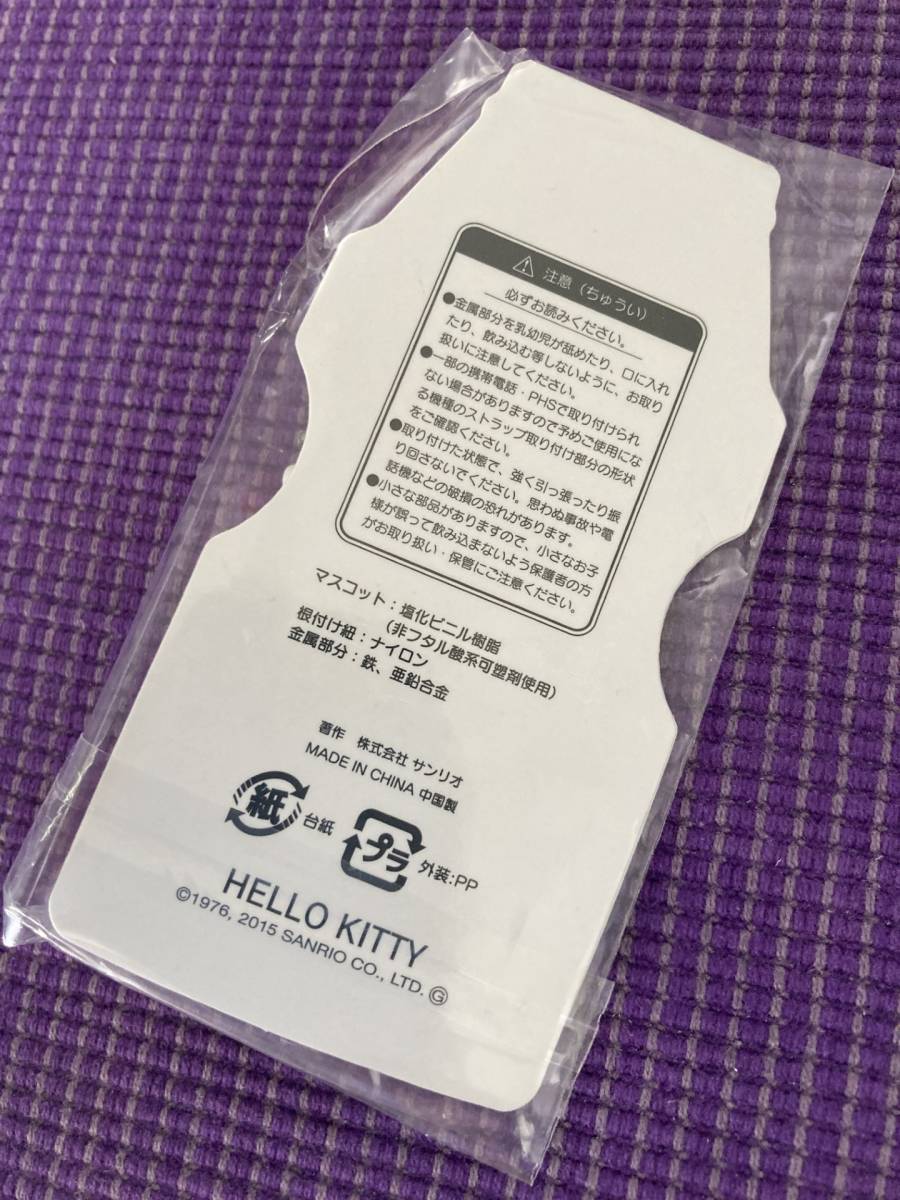 注意（ちゅうい）
必ずお読みください。
●金属部分を乳幼児が舐めたり、口に入れ
たり、飲み込む等しないように、お取り
扱いに注意してください。
●一部の携帯電話・PHSで取り付けられ
ない場合がありますので予めご使用にな
る機種のストラップ取り付け部分の形状
をご確認ください。
●取り付けた状態で、強く引っ張ったり振
り回さないでください。思わぬ事故や電
話機などの破損の恐れがあります。
●小さな部品がありますので、小さなお子
様が誤って飲み込まないよう保護者の方
がお取り扱い・保管にご注意ください。
マスコット：塩化ビニル樹脂
（非フタル酸系可塑剤使用）
根付け紐：ナイロン
金属部分：鉄、亜鉛合金
著作 株式会社 サンリオ
MADE IN CHINA 中国製
紙 台紙
プラ 外装:PP
HELLO KITTY
©1976, 2015 SANRIO CO., LTD. Ⓖ